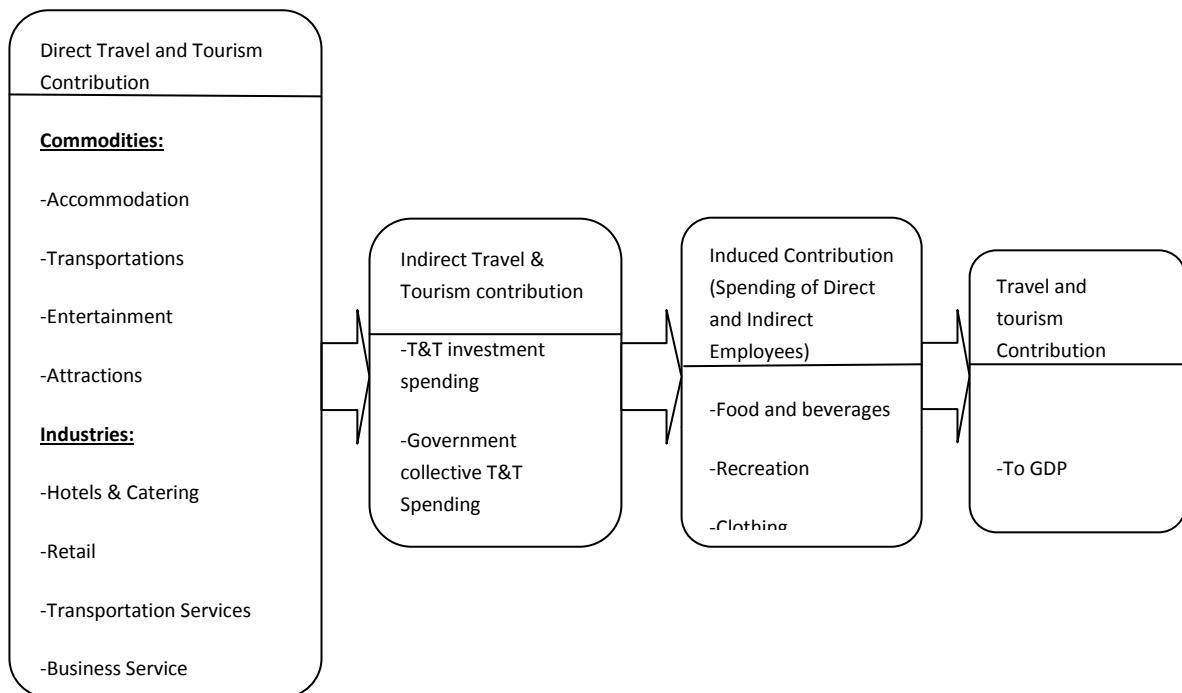 Direct Travel and Tourism
Contribution
Commodities:
-Accommodation
-Transportations
-Entertainment
-Attractions
Industries:
-Hotels & Catering
-Retail
-Transportation Services
-Business Service
Indirect Travel &
Tourism contribution
-T&T investment
spending
-Government
collective T&T
Spending
Induced Contribution
(Spending of Direct
and Indirect
Employees)
-Food and beverages
-Recreation
-Clothing
Travel and
tourism
Contribution
-To GDP